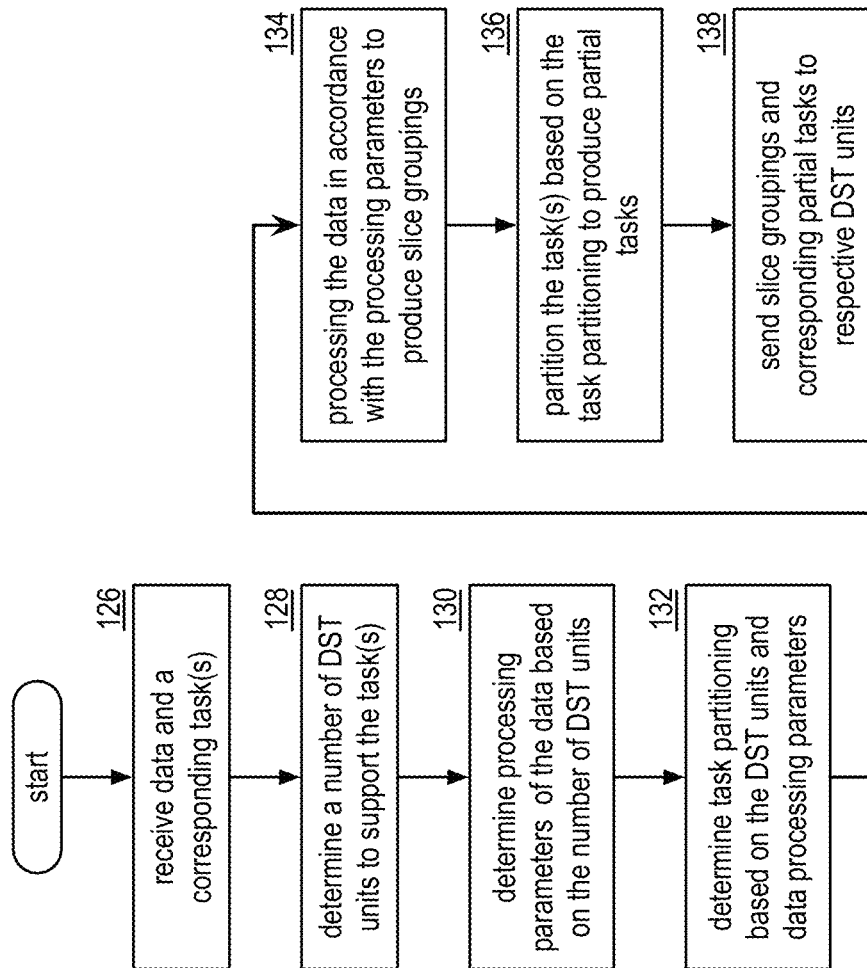 start
126
receive data and a
corresponding task(s)
128
determine a number of DST
units to support the task(s)
130
determine processing
parameters of the data based
on the number of DST units
132
determine task partitioning
based on the DST units and
data processing parameters
134
processing the data in accordance
with the processing parameters to
produce slice groupings
136
partition the task(s) based on the
task partitioning to produce partial
tasks
138
send slice groupings and
corresponding partial tasks to
respective DST units